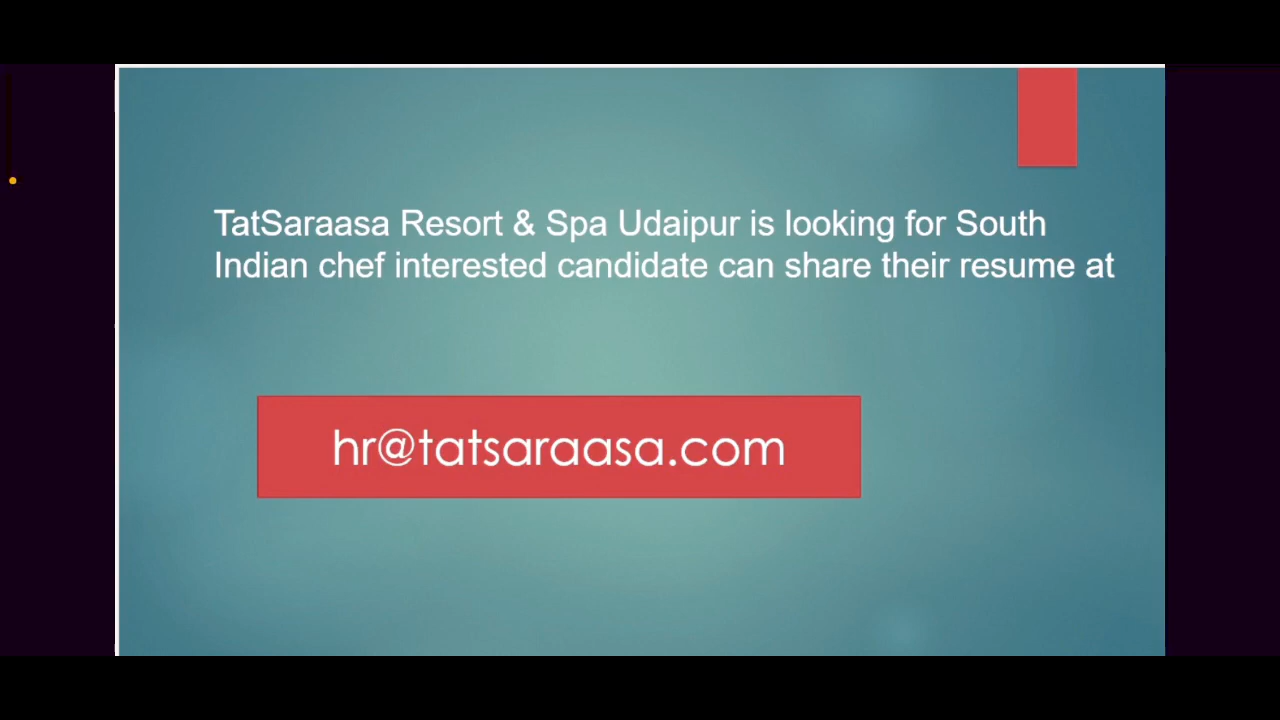 TatSaraasa Resort & Spa Udaipur is looking for South
Indian chef interested candidate can share their resume at
hr@tatsaraasa.com